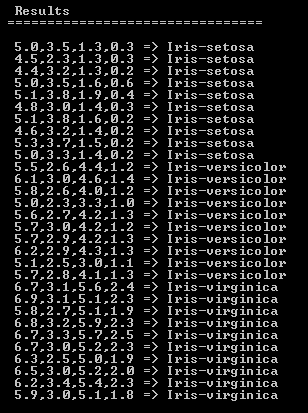 Results
================================
5.0,3.5,1.3,0.3 => Iris-setosa
4.5,2.3,1.3,0.3 => Iris-setosa
4.4,3.2,1.3,0.2 => Iris-setosa
5.0,3.5,1.6,0.6 => Iris-setosa
5.1,3.8,1.9,0.4 => Iris-setosa
4.8,3.0,1.4,0.3 => Iris-setosa
5.1,3.8,1.6,0.2 => Iris-setosa
4.6,3.2,1.4,0.2 => Iris-setosa
5.3,3.7,1.5,0.2 => Iris-setosa
5.0,3.3,1.4,0.2 => Iris-setosa
5.5,2.6,4.4,1.2 => Iris-versicolor
6.1,3.0,4.6,1.4 => Iris-versicolor
5.8,2.6,4.0,1.2 => Iris-versicolor
5.0,2.3,3.3,1.0 => Iris-versicolor
5.6,2.7,4.2,1.3 => Iris-versicolor
5.7,3.0,4.2,1.2 => Iris-versicolor
5.7,2.9,4.2,1.3 => Iris-versicolor
6.2,2.9,4.3,1.3 => Iris-versicolor
5.1,2.5,3.0,1.1 => Iris-versicolor
5.7,2.8,4.1,1.3 => Iris-versicolor
6.7,3.1,5.6,2.4 => Iris-virginica
6.9,3.1,5.1,2.3 => Iris-virginica
5.8,2.7,5.1,1.9 => Iris-virginica
6.8,3.2,5.9,2.3 => Iris-virginica
6.7,3.3,5.7,2.5 => Iris-virginica
6.7,3.0,5.2,2.3 => Iris-virginica
6.3,2.5,5.0,1.9 => Iris-virginica
6.5,3.0,5.2,2.0 => Iris-virginica
6.2,3.4,5.4,2.3 => Iris-virginica
5.9,3.0,5.1,1.8 => Iris-virginica